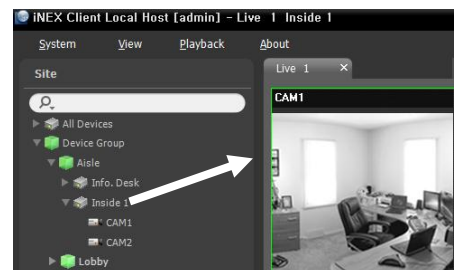 iNEX Client Local Host [admin] - Live 1 Inside 1
System View Playback About
Site
Live 1 ×
CAM1
All Devices
Device Group
Aisle
Info. Desk
Inside 1
CAM1
CAM2
Lobby